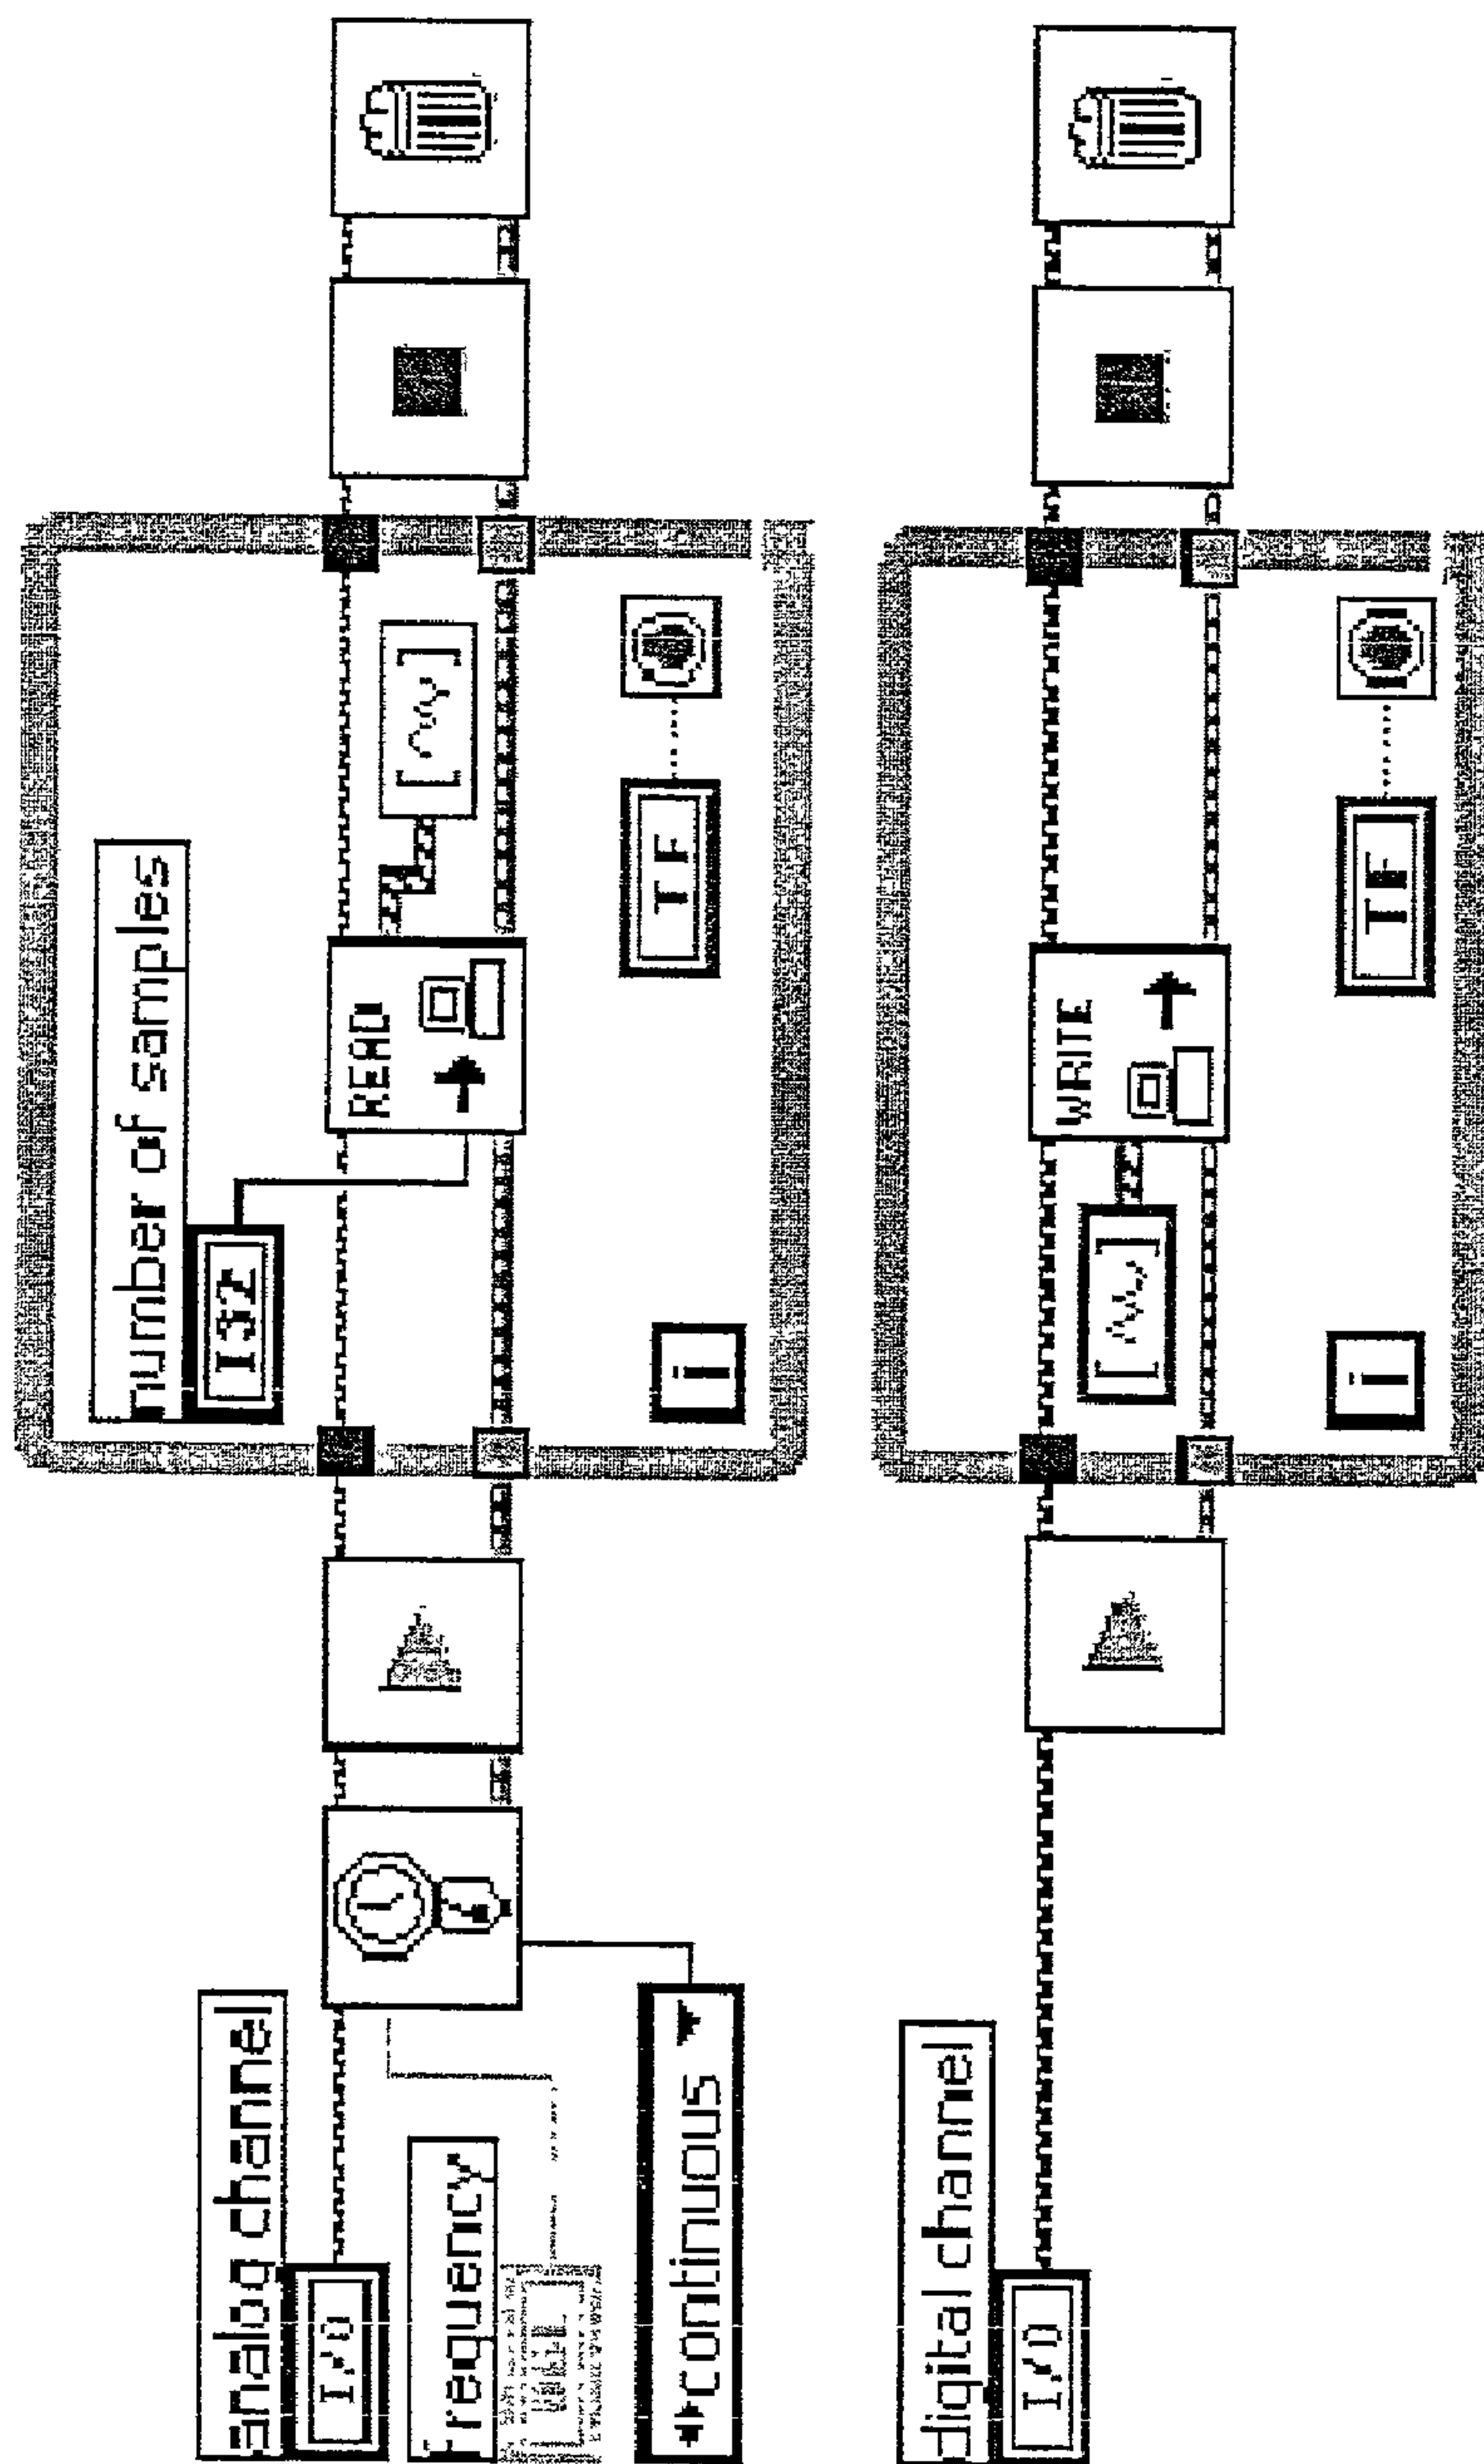 analog channel
I/O
frequency
continuous
number of samples
I32
READ
TF
i
digital channel
I/O
WRITE
TF
i